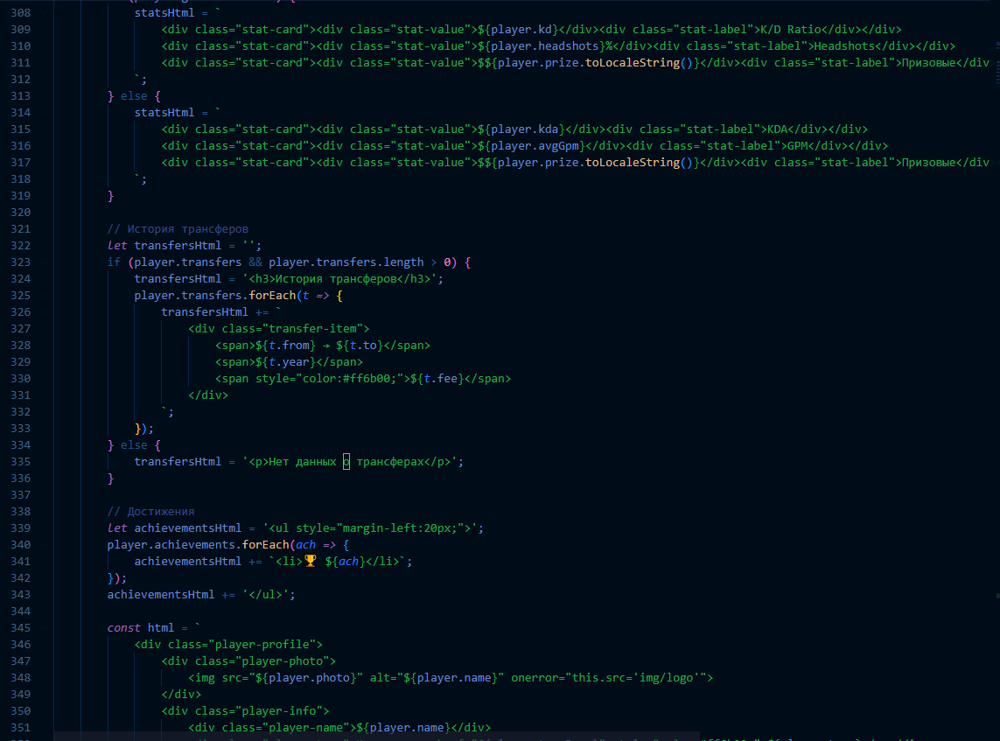 308 statsHtml = `
309 <div class="stat-card"><div class="stat-value">${player.kd}</div><div class="stat-label">K/D Ratio</div></div>
310 <div class="stat-card"><div class="stat-value">${player.headshots}%</div><div class="stat-label">Headshots</div></div>
311 <div class="stat-card"><div class="stat-value">$${player.prize.toLocaleString()}</div><div class="stat-label">Призовые</div
312 `;
313 } else {
314 statsHtml = `
315 <div class="stat-card"><div class="stat-value">${player.kda}</div><div class="stat-label">KDA</div></div>
316 <div class="stat-card"><div class="stat-value">${player.avgGpm}</div><div class="stat-label">GPM</div></div>
317 <div class="stat-card"><div class="stat-value">$${player.prize.toLocaleString()}</div><div class="stat-label">Призовые</div
318 `;
319 }
320
321 // История трансферов
322 let transfersHtml = '';
323 if (player.transfers && player.transfers.length > 0) {
324 transfersHtml = '<h3>История трансферов</h3>';
325 player.transfers.forEach(t => {
326 transfersHtml += `
327 <div class="transfer-item">
328 <span>${t.from} → ${t.to}</span>
329 <span>${t.year}</span>
330 <span style="color:#ff6b00;">${t.fee}</span>
331 </div>
332 `;
333 });
334 } else {
335 transfersHtml = '<p>Нет данных о трансферах</p>';
336 }
337
338 // Достижения
339 let achievementsHtml = '<ul style="margin-left:20px;">';
340 player.achievements.forEach(ach => {
341 achievementsHtml += `<li>🏆 ${ach}</li>`;
342 });
343 achievementsHtml += '</ul>';
344
345 const html = `
346 <div class="player-profile">
347 <div class="player-photo">
348 <img src="${player.photo}" alt="${player.name}" onerror="this.src='img/logo'">
349 </div>
350 <div class="player-info">
351 <div class="player-name">${player.name}</div>